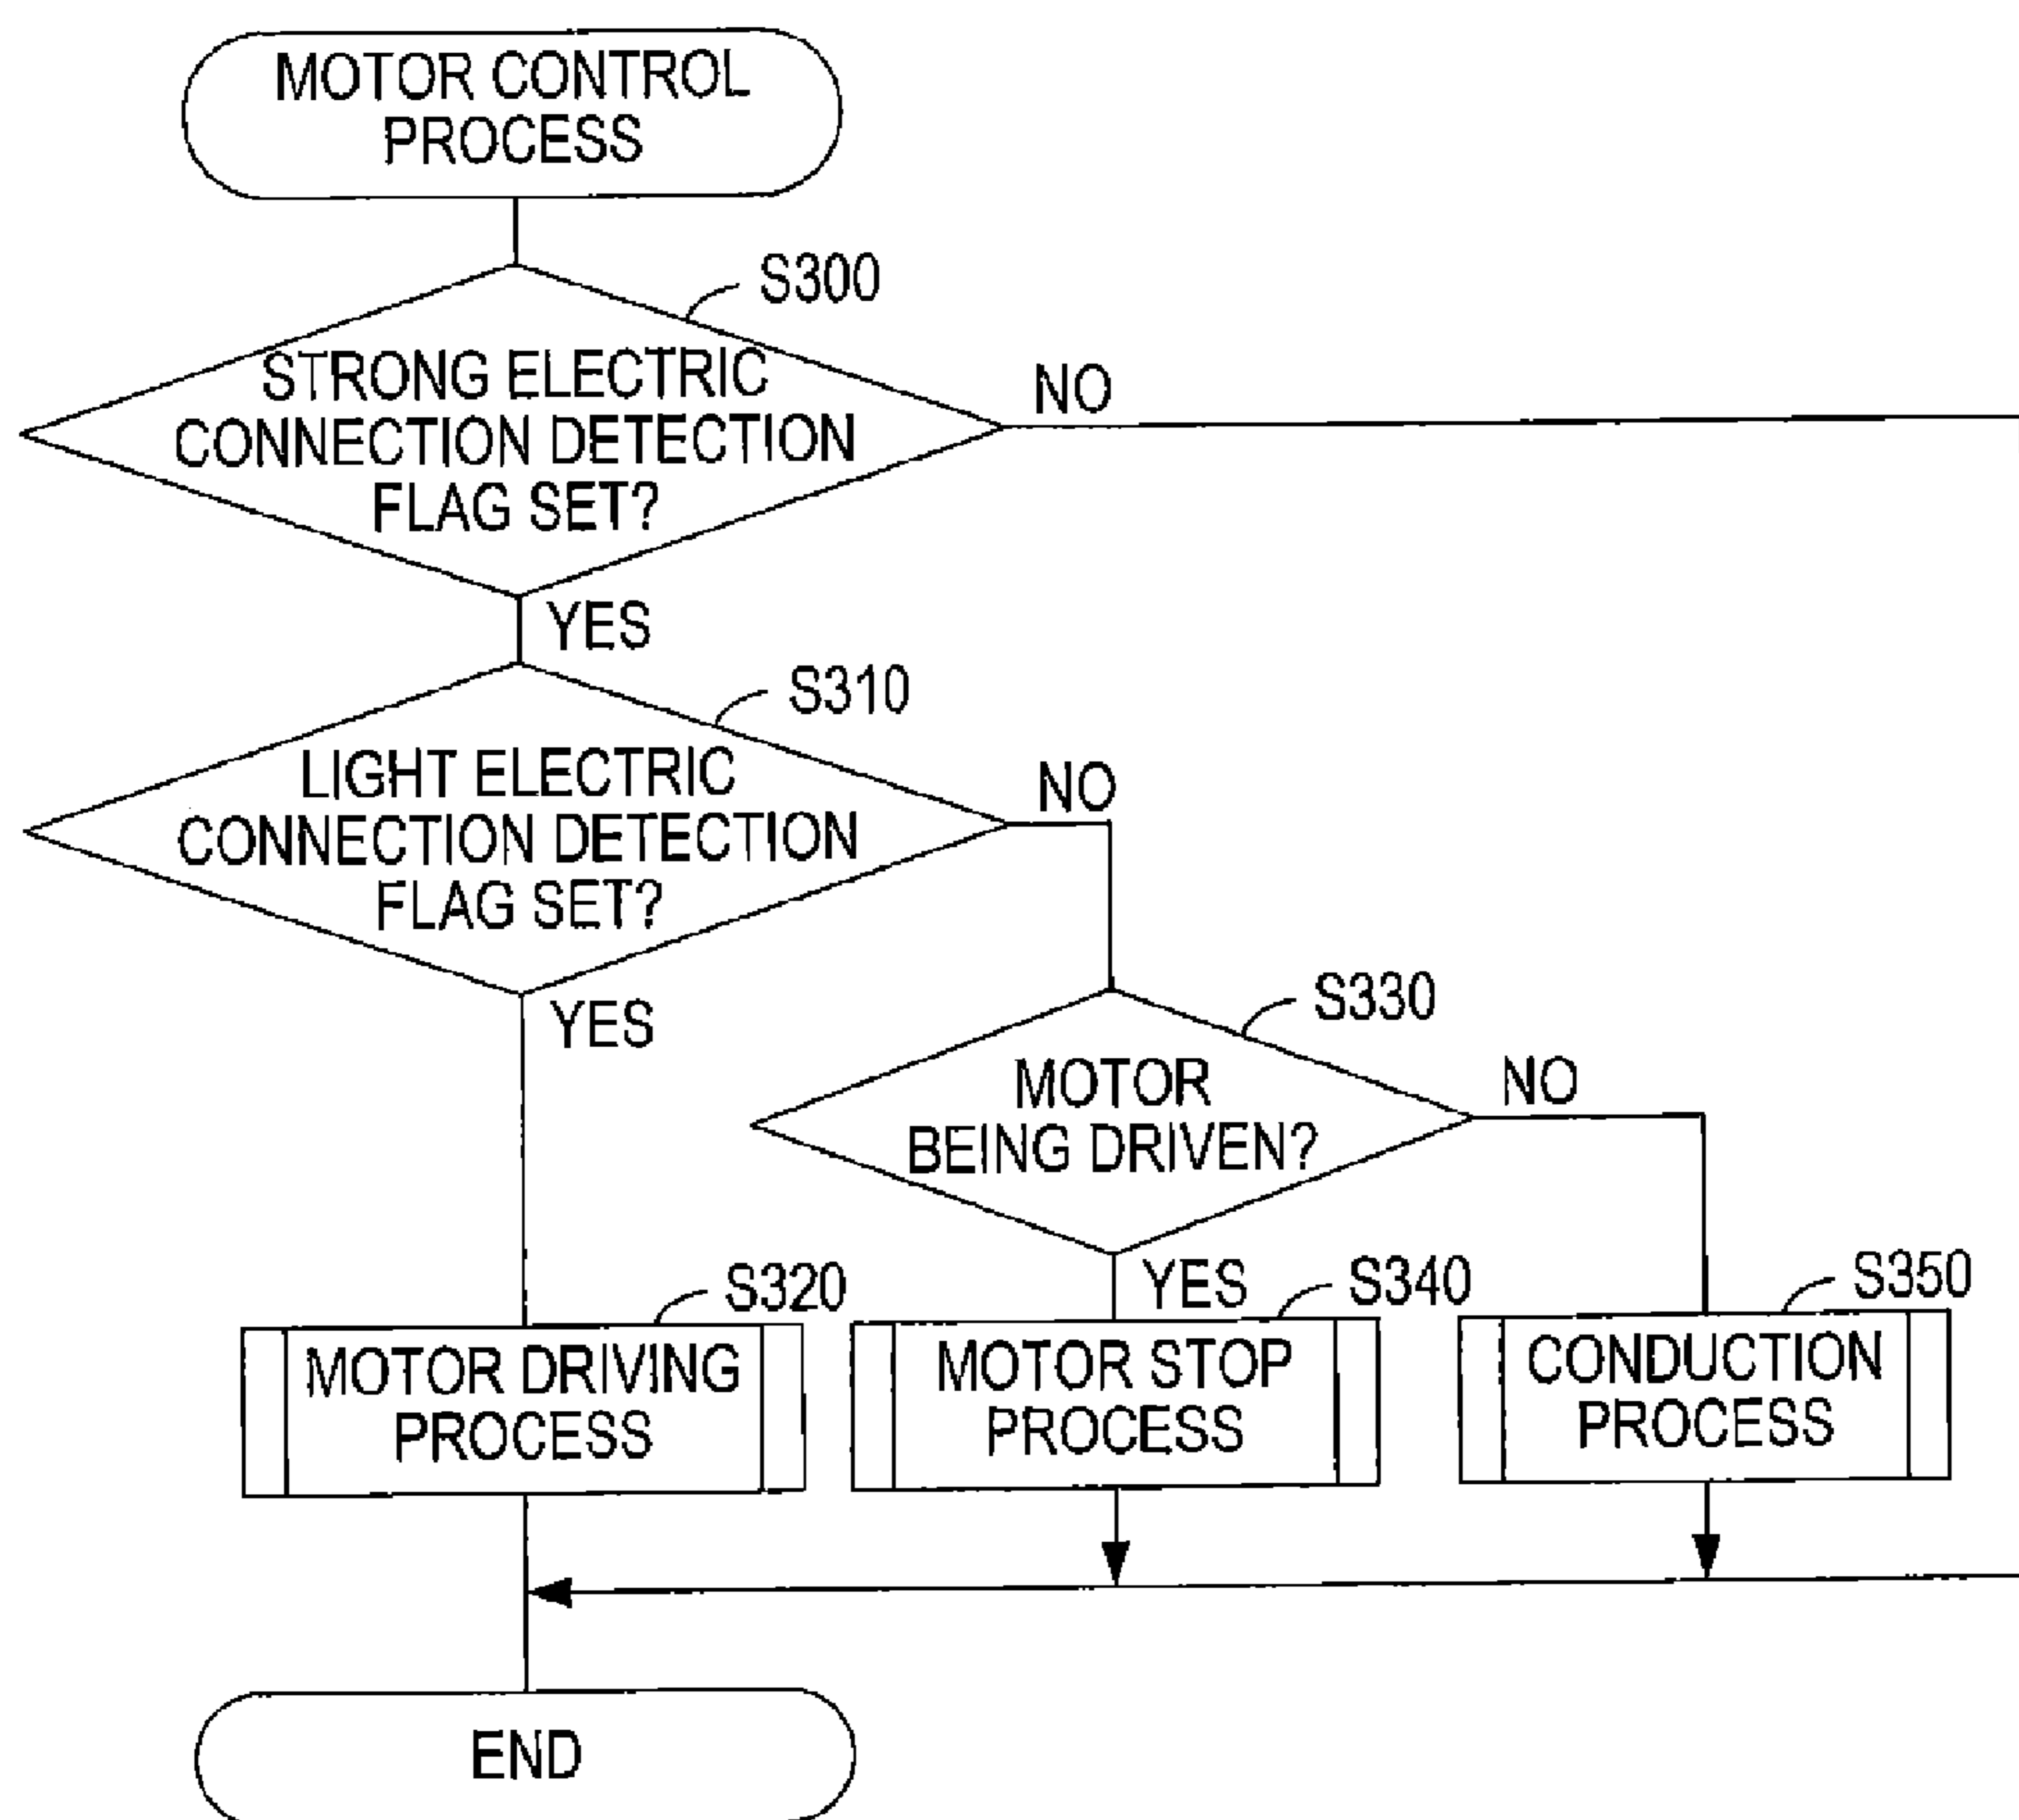 MOTOR CONTROL
PROCESS
S300
STRONG ELECTRIC
CONNECTION DETECTION
FLAG SET?
NO
YES
S310
LIGHT ELECTRIC
CONNECTION DETECTION
FLAG SET?
NO
YES
S330
MOTOR
BEING DRIVEN?
NO
YES
S320
MOTOR DRIVING
PROCESS
S340
MOTOR STOP
PROCESS
S350
CONDUCTION
PROCESS
END